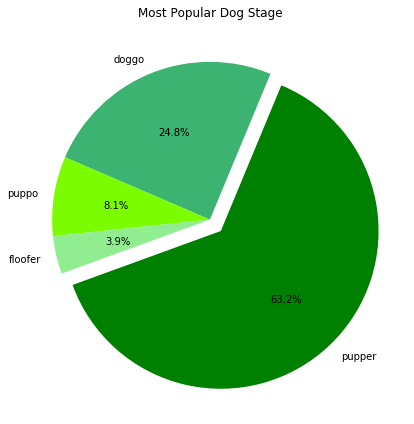 Most Popular Dog Stage
doggo
24.8%
puppo
8.1%
floofer
3.9%
63.2%
pupper